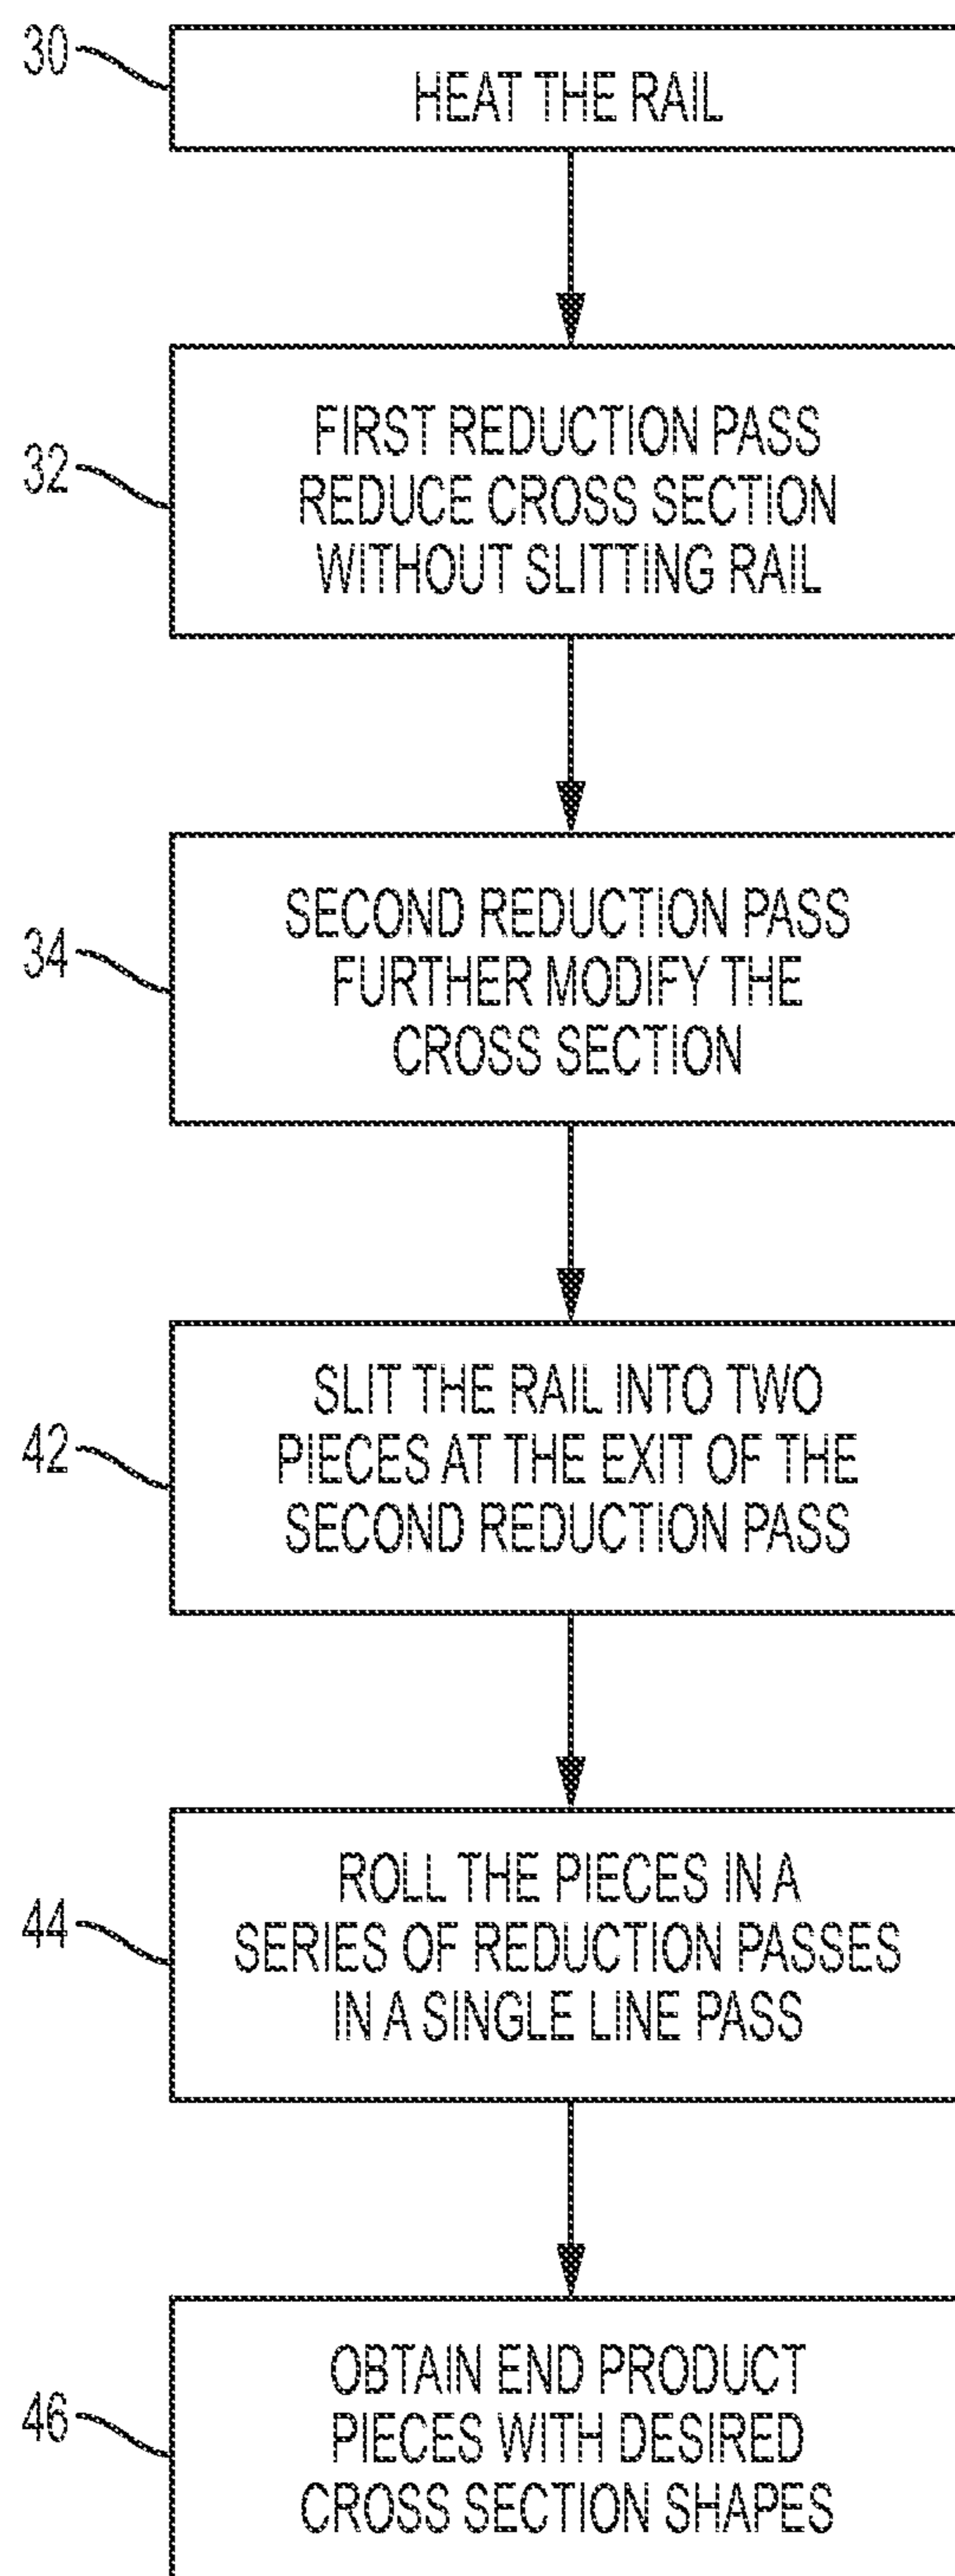 30
HEAT THE RAIL
32
FIRST REDUCTION PASS
REDUCE CROSS SECTION
WITHOUT SLITTING RAIL
34
SECOND REDUCTION PASS
FURTHER MODIFY THE
CROSS SECTION
42
SLIT THE RAIL INTO TWO
PIECES AT THE EXIT OF THE
SECOND REDUCTION PASS
44
ROLL THE PIECES IN A
SERIES OF REDUCTION PASSES
IN A SINGLE LINE PASS
46
OBTAIN END PRODUCT
PIECES WITH DESIRED
CROSS SECTION SHAPES